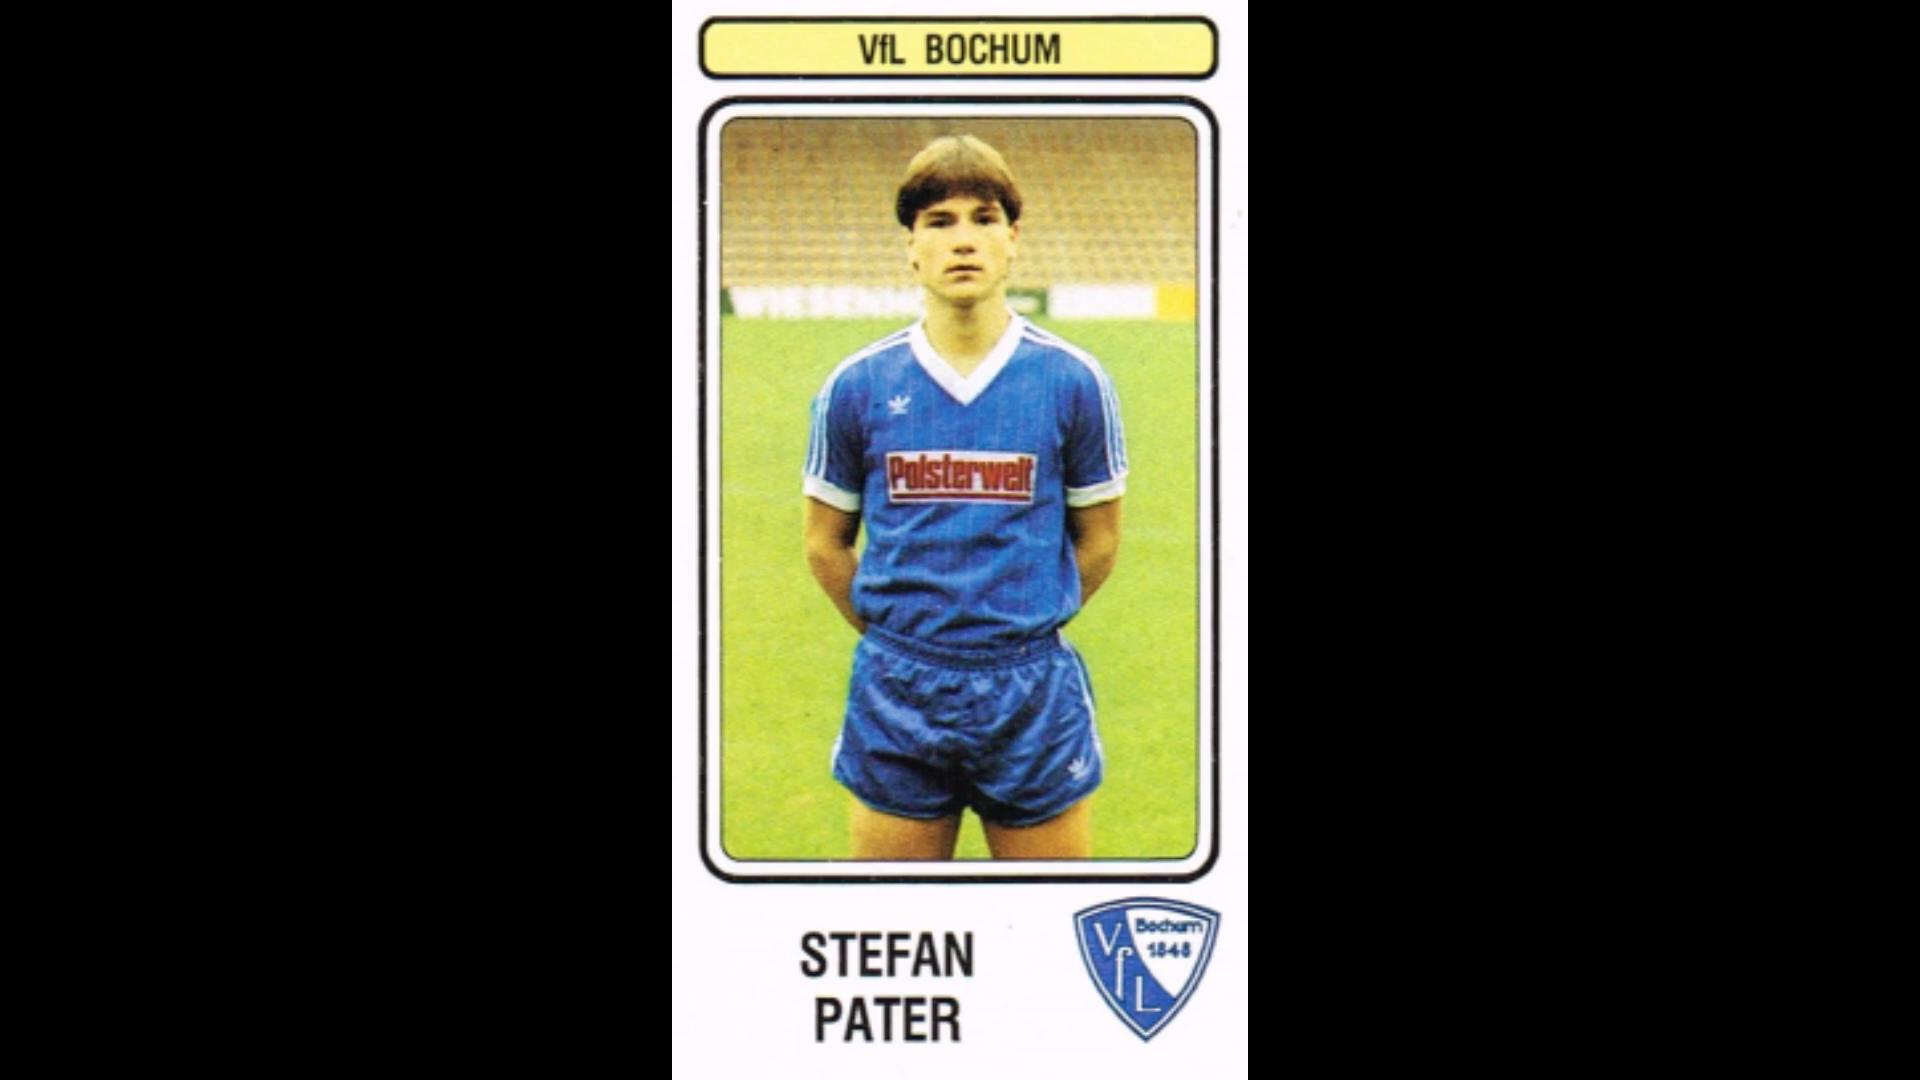 VfL BOCHUM
Polsterwelt
STEFAN
PATER
Bochum
1848
VfL